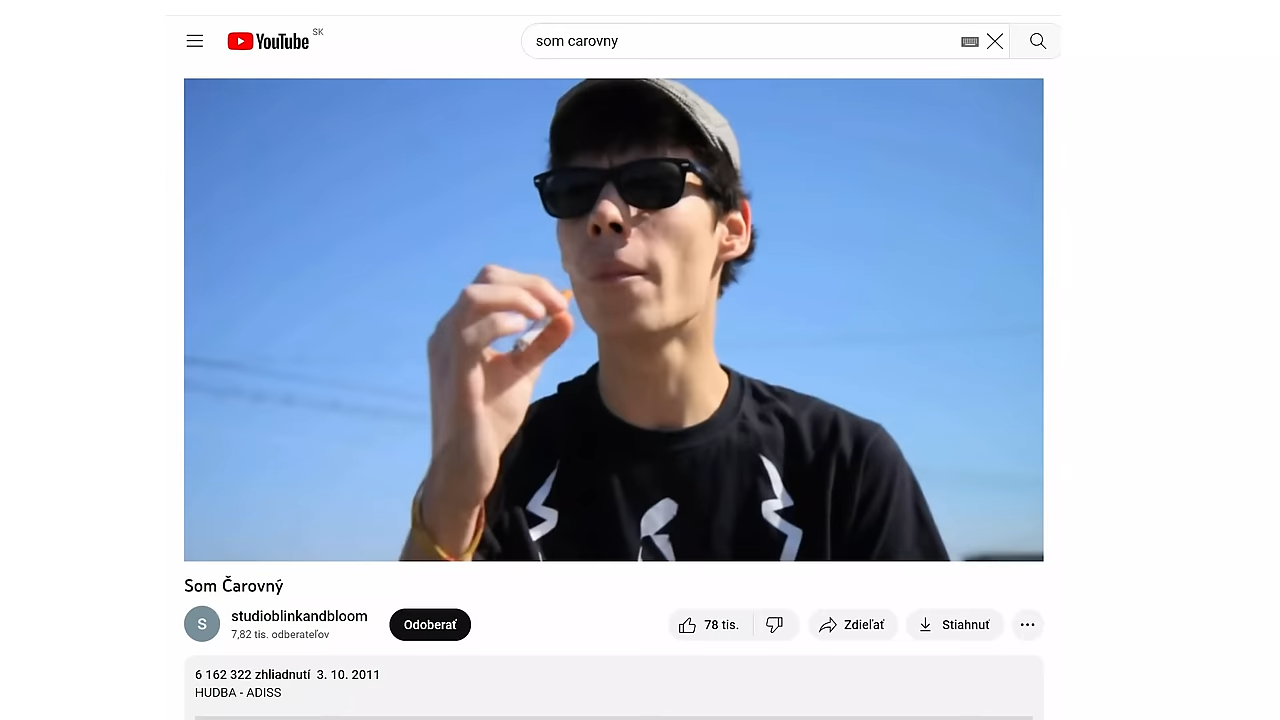 YouTube SK
som carovny
Som Čarovný
S
studioblinkandbloom
7,82 tis. odberateľov
Odoberať
78 tis.
Zdieľať
Stiahnuť
6 162 322 zhliadnutí 3. 10. 2011
HUDBA - ADISS